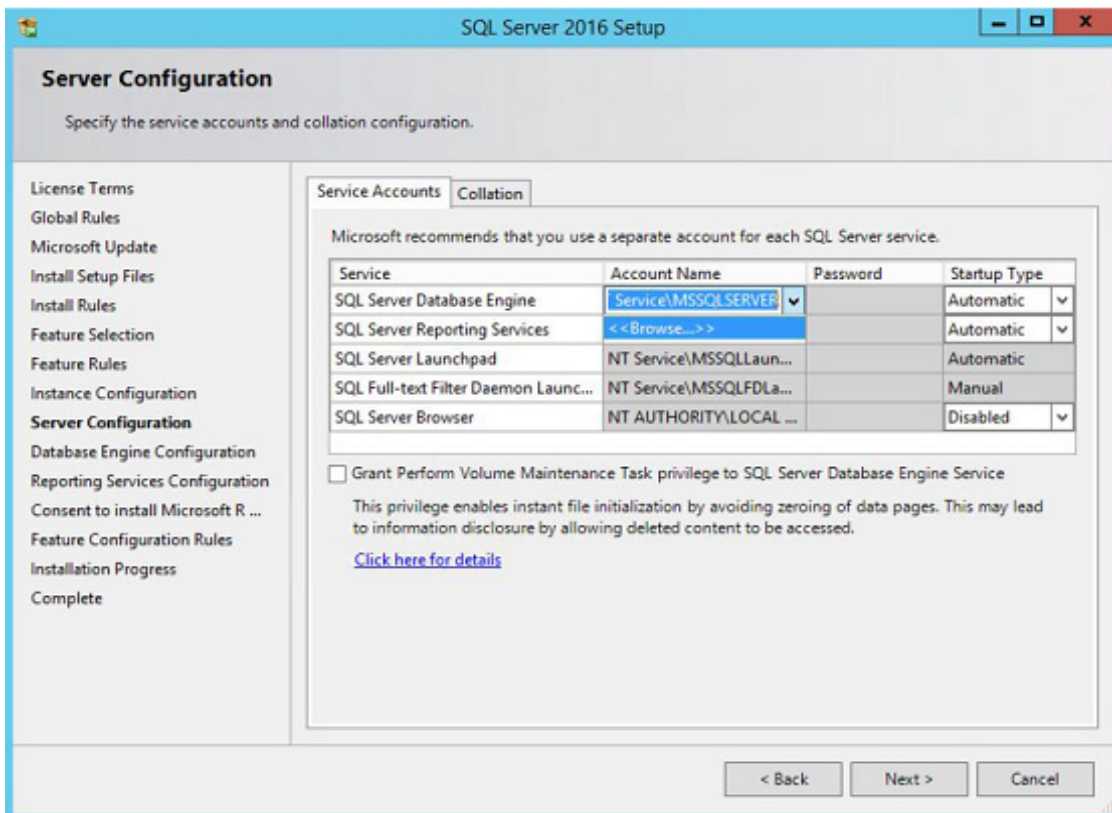 SQL Server 2016 Setup
Server Configuration
Specify the service accounts and collation configuration.
License Terms
Global Rules
Microsoft Update
Install Setup Files
Install Rules
Feature Selection
Feature Rules
Instance Configuration
Server Configuration
Database Engine Configuration
Reporting Services Configuration
Consent to install Microsoft R ...
Feature Configuration Rules
Installation Progress
Complete
Service Accounts Collation
Microsoft recommends that you use a separate account for each SQL Server service.
Service Account Name Password Startup Type
SQL Server Database Engine Service\MSSQLSERVER Automatic
SQL Server Reporting Services <<Browse...>> Automatic
SQL Server Launchpad NT Service\MSSQLLaun... Automatic
SQL Full-text Filter Daemon Launc... NT Service\MSSQLFDLa... Manual
SQL Server Browser NT AUTHORITY\LOCAL ... Disabled
Grant Perform Volume Maintenance Task privilege to SQL Server Database Engine Service
This privilege enables instant file initialization by avoiding zeroing of data pages. This may lead
to information disclosure by allowing deleted content to be accessed.
Click here for details
< Back Next > Cancel